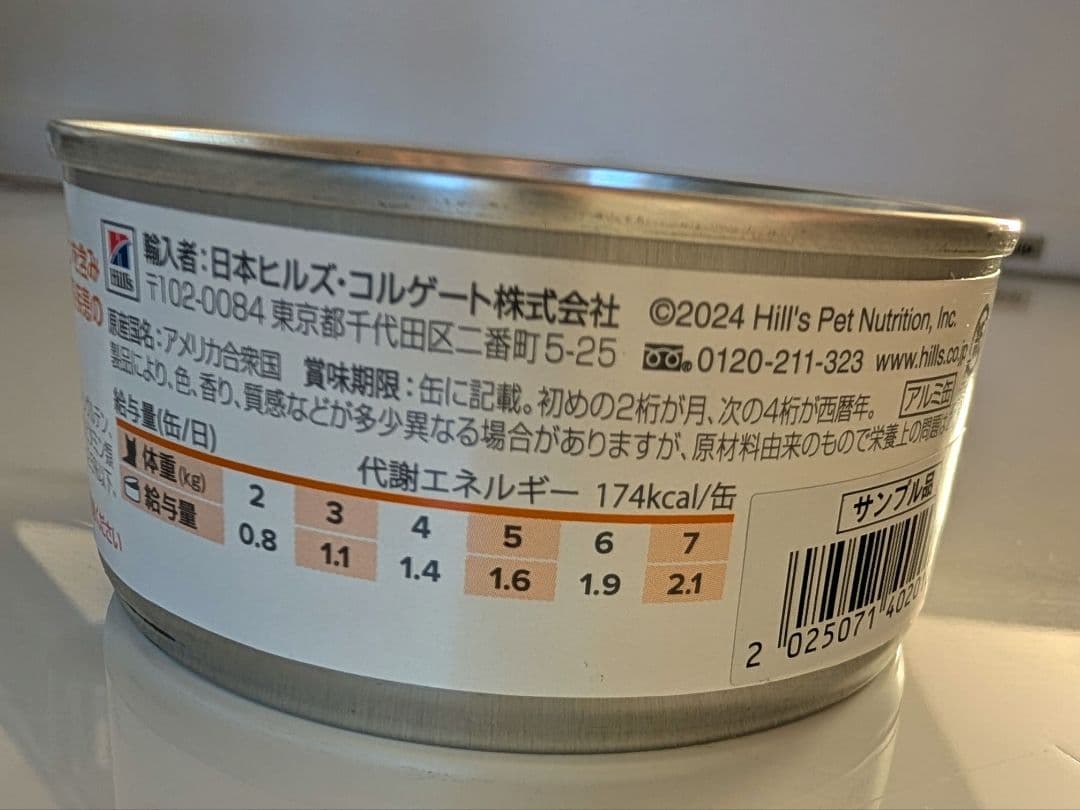 Hill's
輸入者:日本ヒルズ・コルゲート株式会社
〒102-0084 東京都千代田区二番町5-25
©2024 Hill's Pet Nutrition, Inc.
0120-211-323 www.hills.co.jp
原産国名:アメリカ合衆国 賞味期限:缶に記載。初めの2桁が月、次の4桁が西暦年。
アルミ缶
製品により、色、香り、質感などが多少異なる場合がありますが、原材料由来のもので栄養上の問題は
給与量(缶/日)
代謝エネルギー 174kcal/缶
体重(kg) 2 3 4 5 6 7
給与量 0.8 1.1 1.4 1.6 1.9 2.1
サンプル品
2 025071 4020